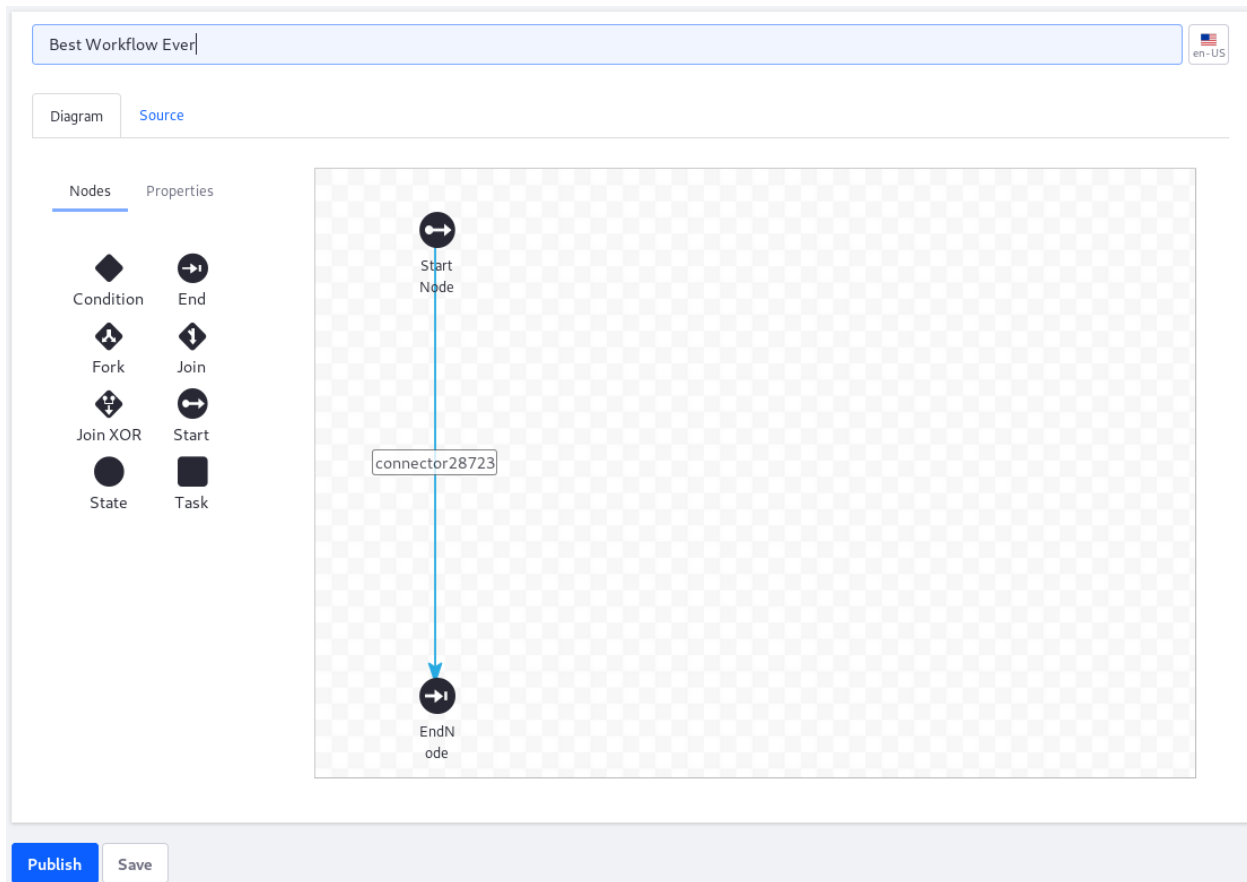 Best Workflow Ever
en-US
Diagram Source
Nodes Properties
Condition End
Fork Join
Join XOR Start
State Task
Start
Node
connector28723
EndN
ode
Publish Save